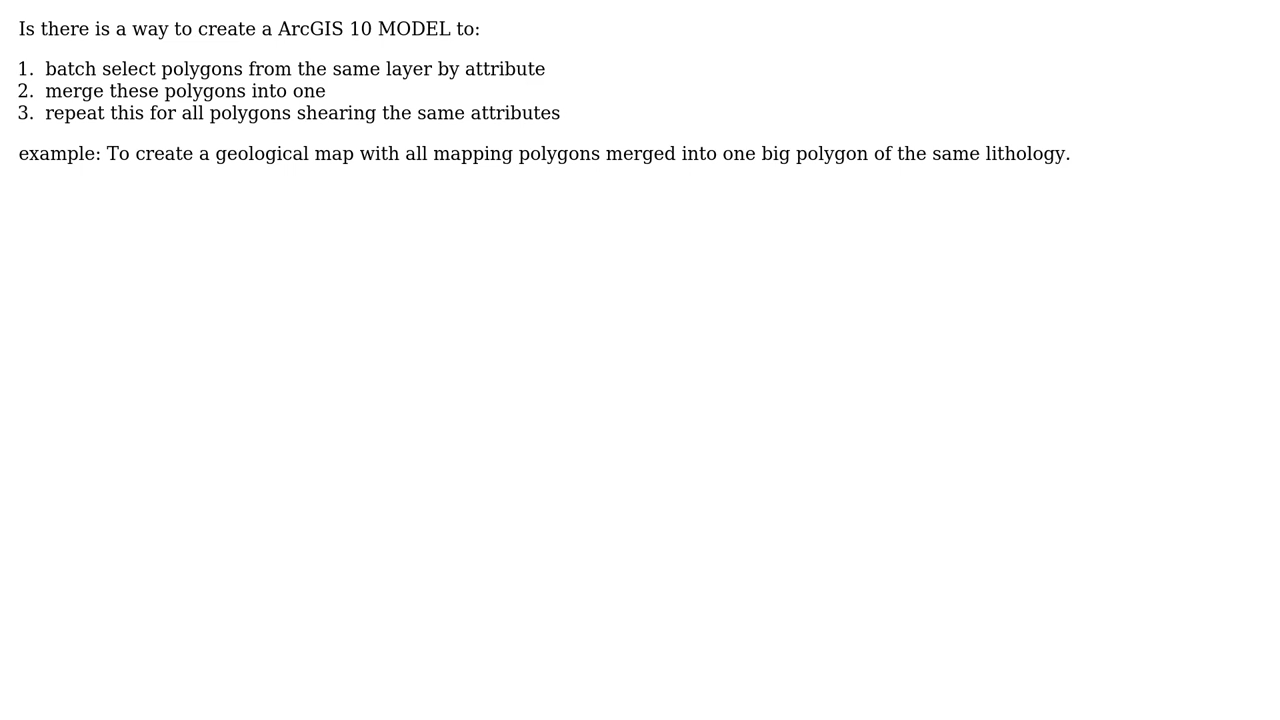 Is there is a way to create a ArcGIS 10 MODEL to:
1. batch select polygons from the same layer by attribute
2. merge these polygons into one
3. repeat this for all polygons shearing the same attributes
example: To create a geological map with all mapping polygons merged into one big polygon of the same lithology.